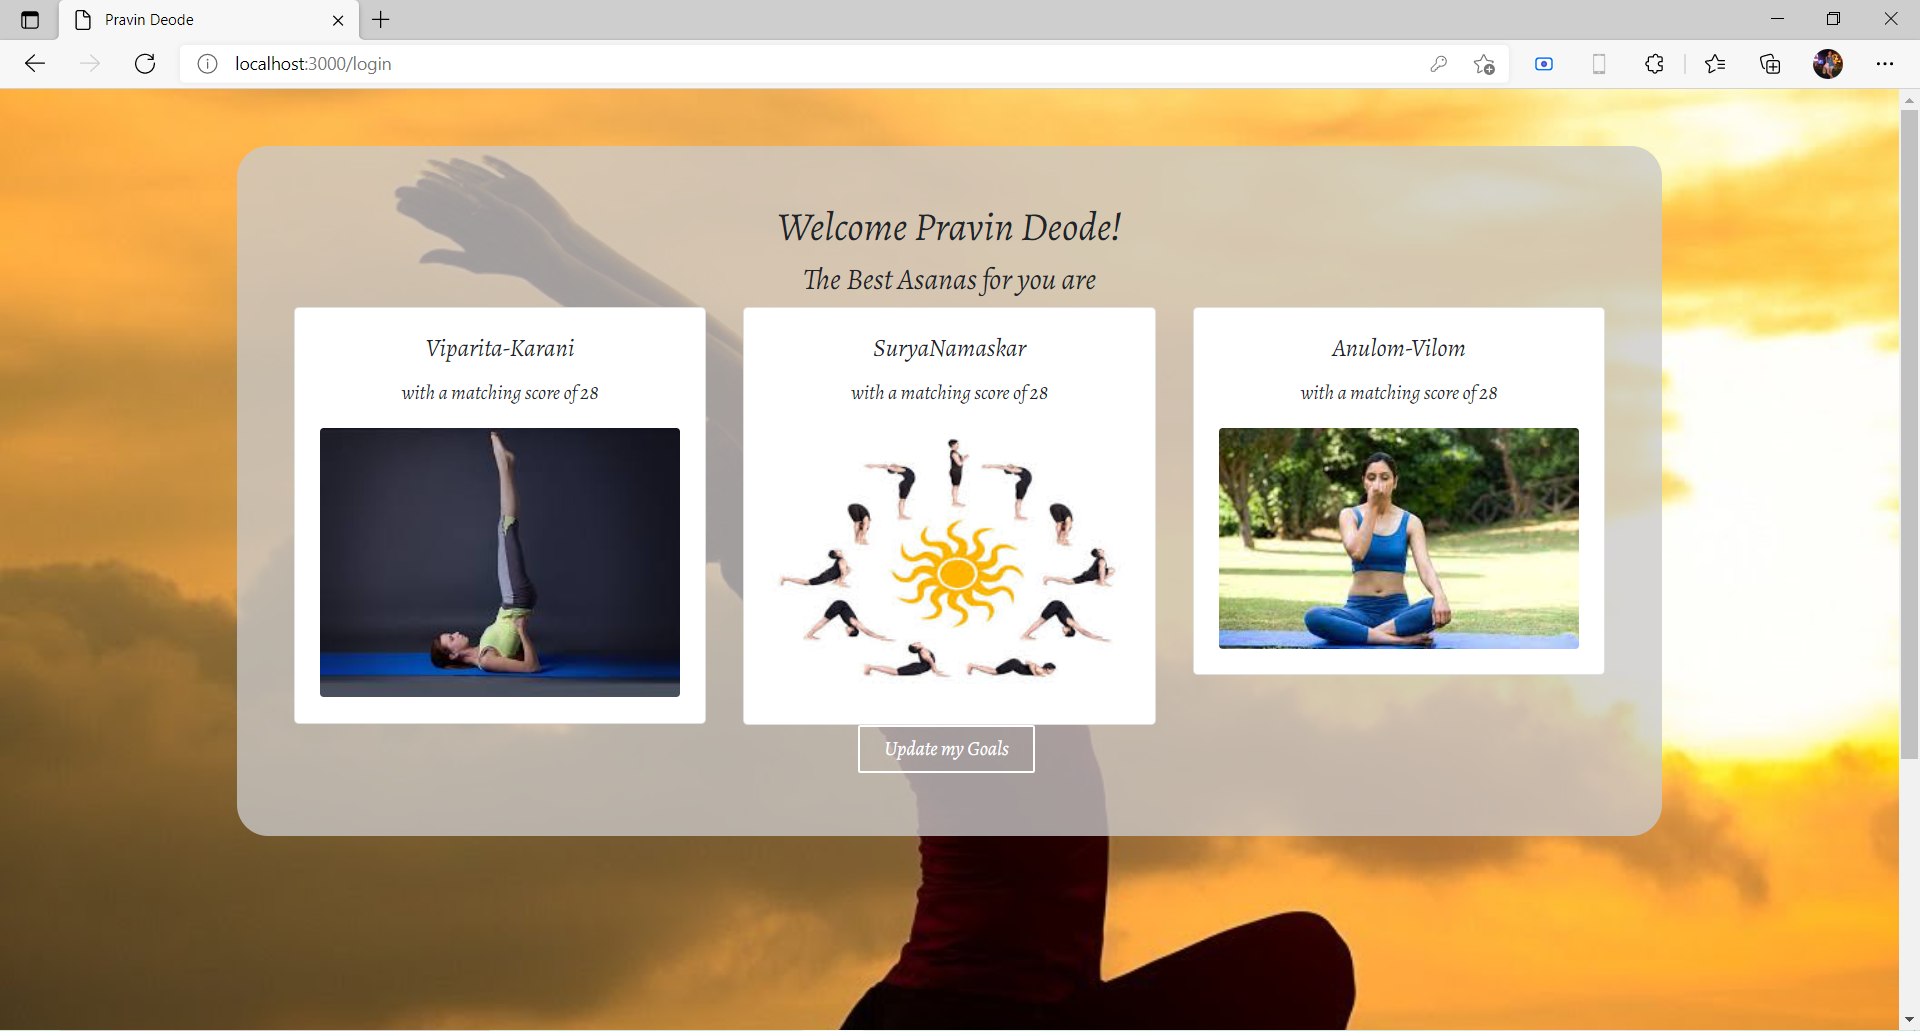 Pravin Deode
localhost:3000/login
Welcome Pravin Deode!
The Best Asanas for you are
Viparita-Karani
with a matching score of 28
SuryaNamaskar
with a matching score of 28
Anulom-Vilom
with a matching score of 28
Update my Goals